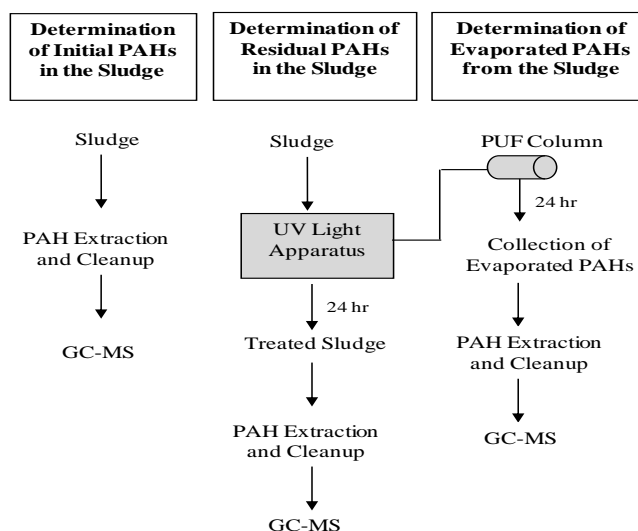 Determination
of Initial PAHs
in the Sludge
Sludge
PAH Extraction
and Cleanup
GC-MS
Determination of
Residual PAHs
in the Sludge
Sludge
UV Light
Apparatus
24 hr
Treated Sludge
PAH Extraction
and Cleanup
GC-MS
Determination of
Evaporated PAHs
from the Sludge
PUF Column
24 hr
Collection of
Evaporated PAHs
PAH Extraction
and Cleanup
GC-MS